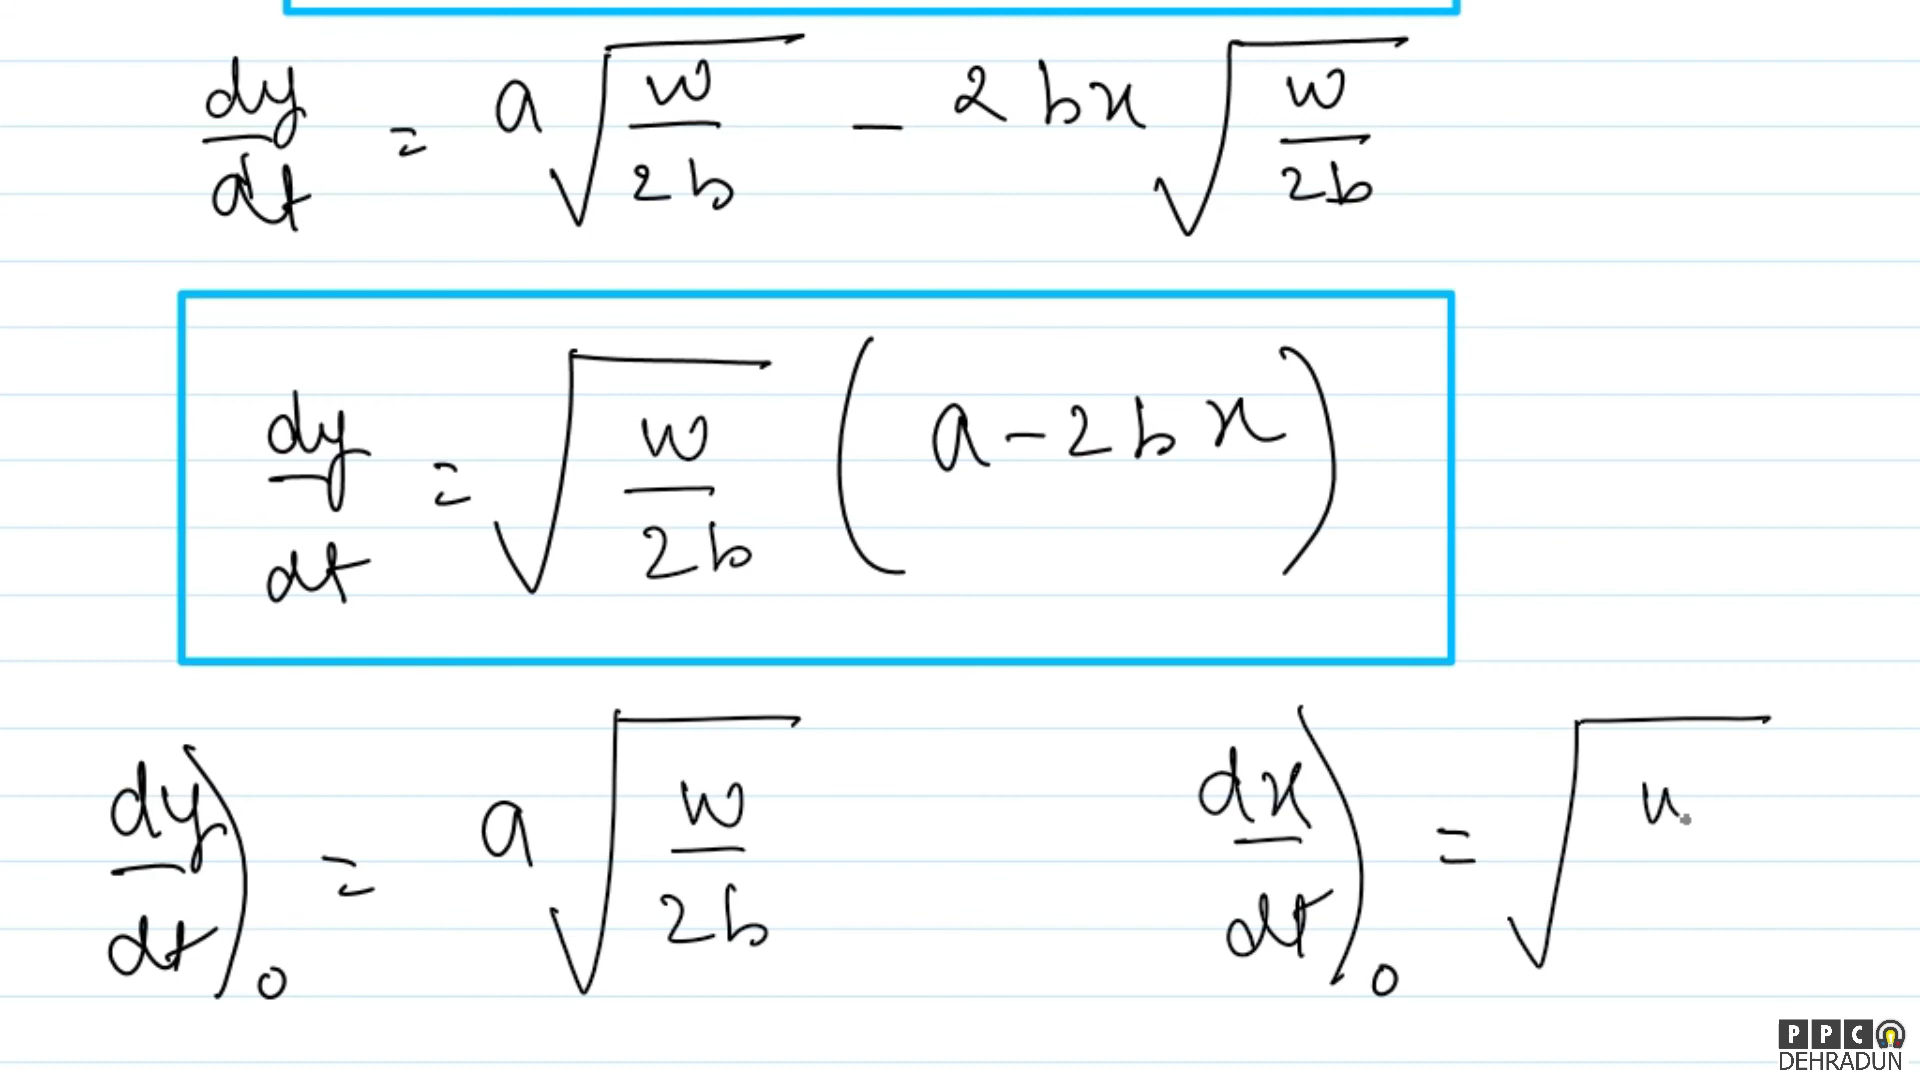 dy/dt = a √(w/2b) - 2bx √(w/2b)
dy/dt = √(w/2b) (a - 2bx)
dy/dt)₀ = a √(w/2b) dx/dt)₀ = √
PPC
DEHRADUN